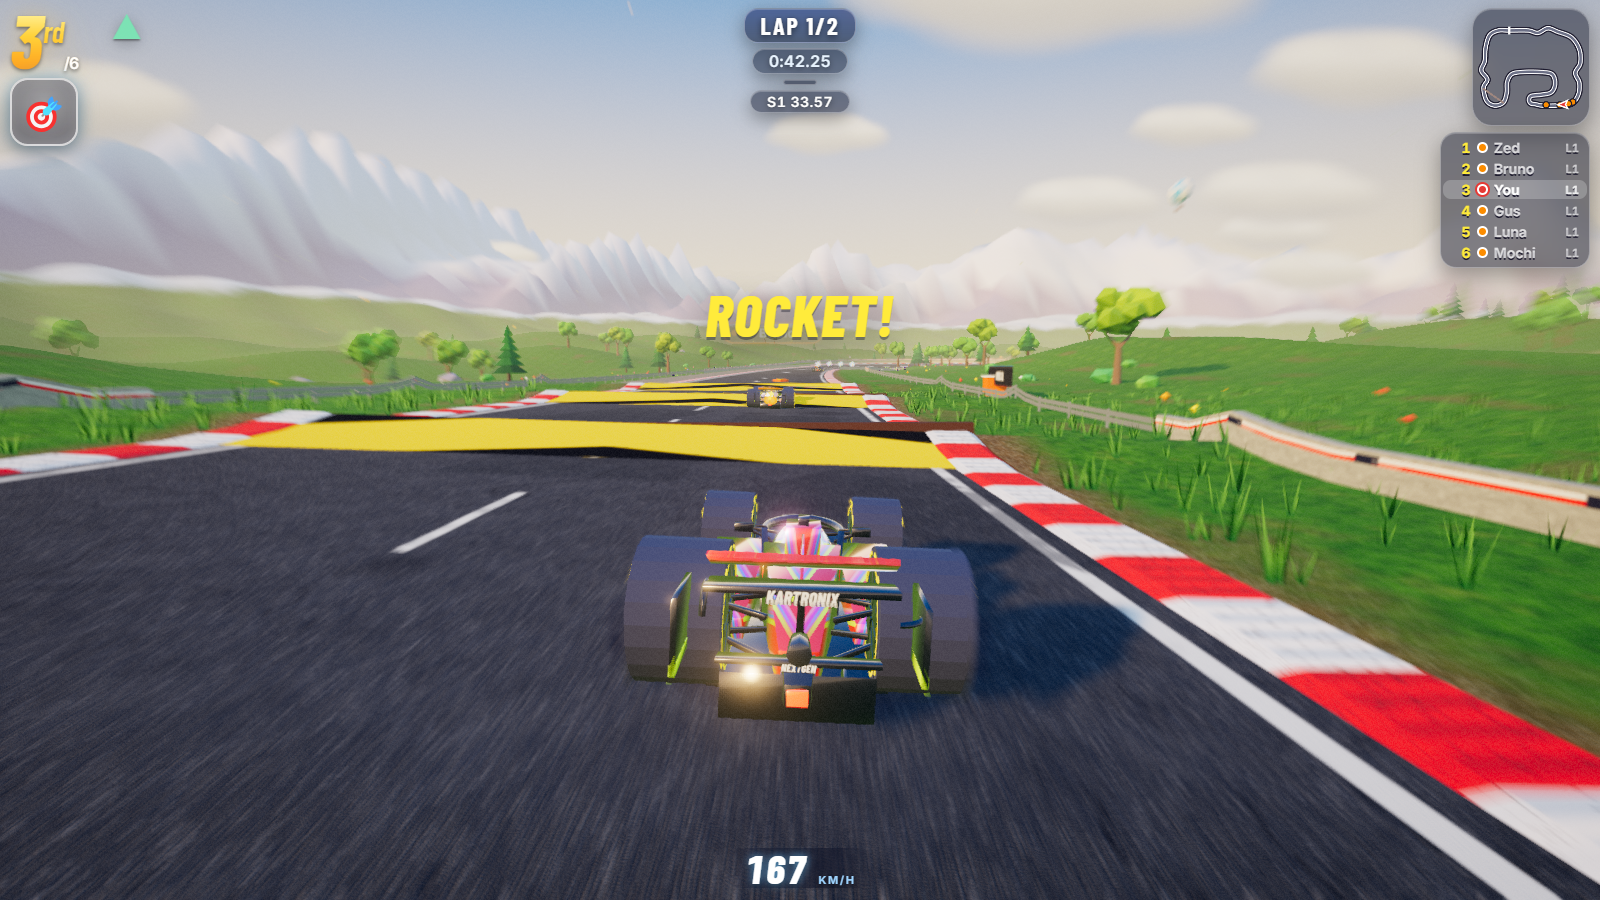 3rd
/6
LAP 1/2
0:42.25
S1 33.57
1 Zed L1
2 Bruno L1
3 You L1
4 Gus L1
5 Luna L1
6 Mochi L1
ROCKET!
KARTRONIX
NEXTGEN
167 KM/H